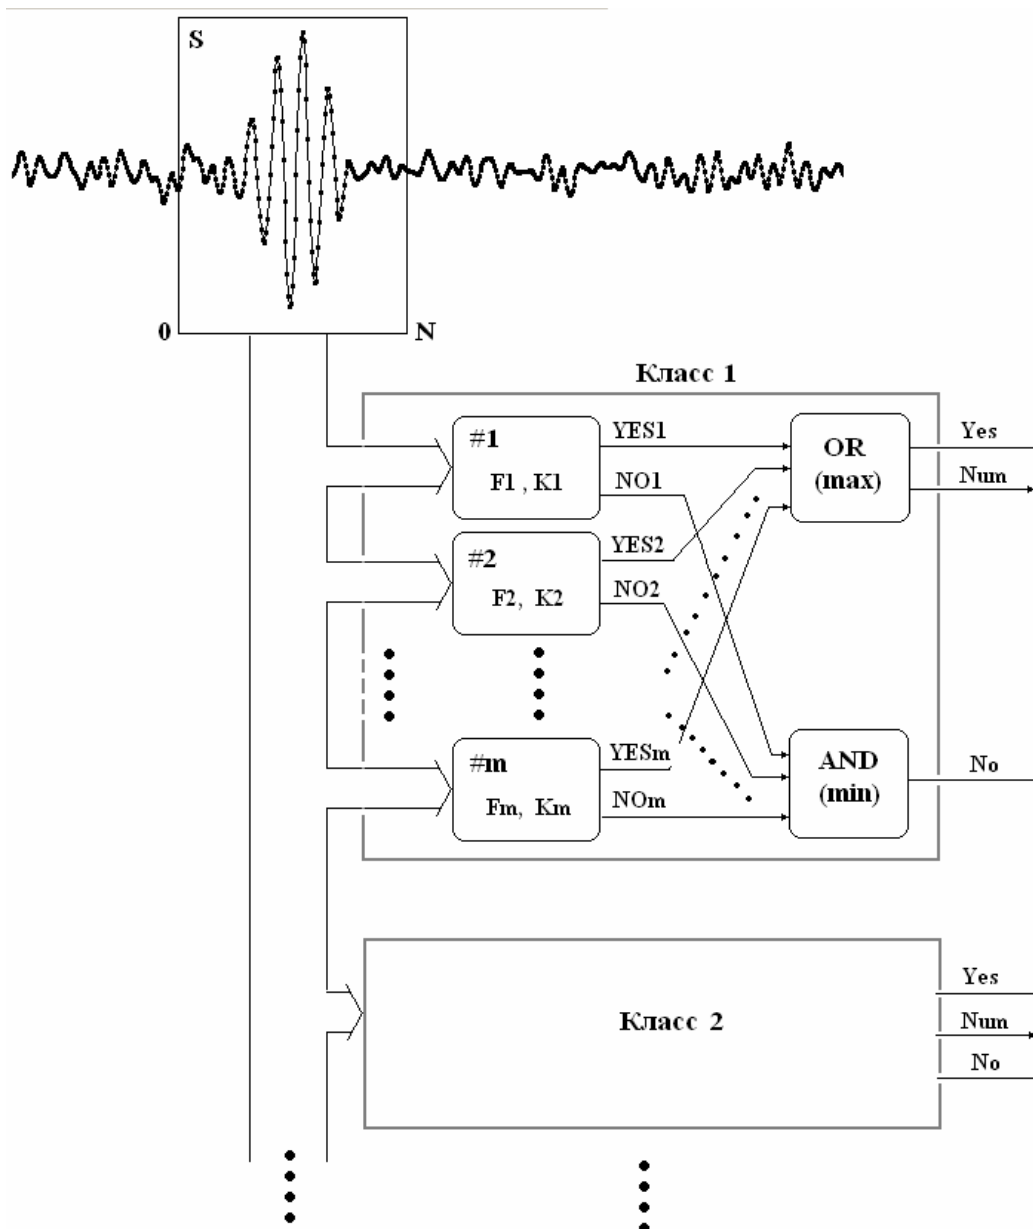 S
0
N
Класс 1
#1
F1 , K1
YES1
NO1
OR
(max)
Yes
Num
#2
F2, K2
YES2
NO2
#m
Fm, Km
YESm
NOm
AND
(min)
No
Класс 2
Yes
Num
No